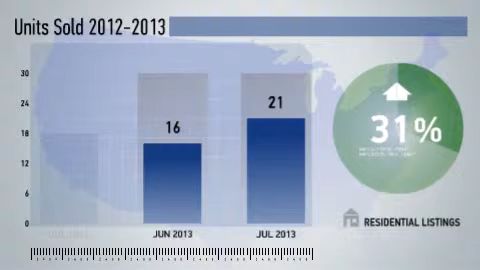 Units Sold 2012-2013
30
24
18
12
6
0
16
21
JUN 2013
JUL 2013
31%
RESIDENTIAL LISTINGS